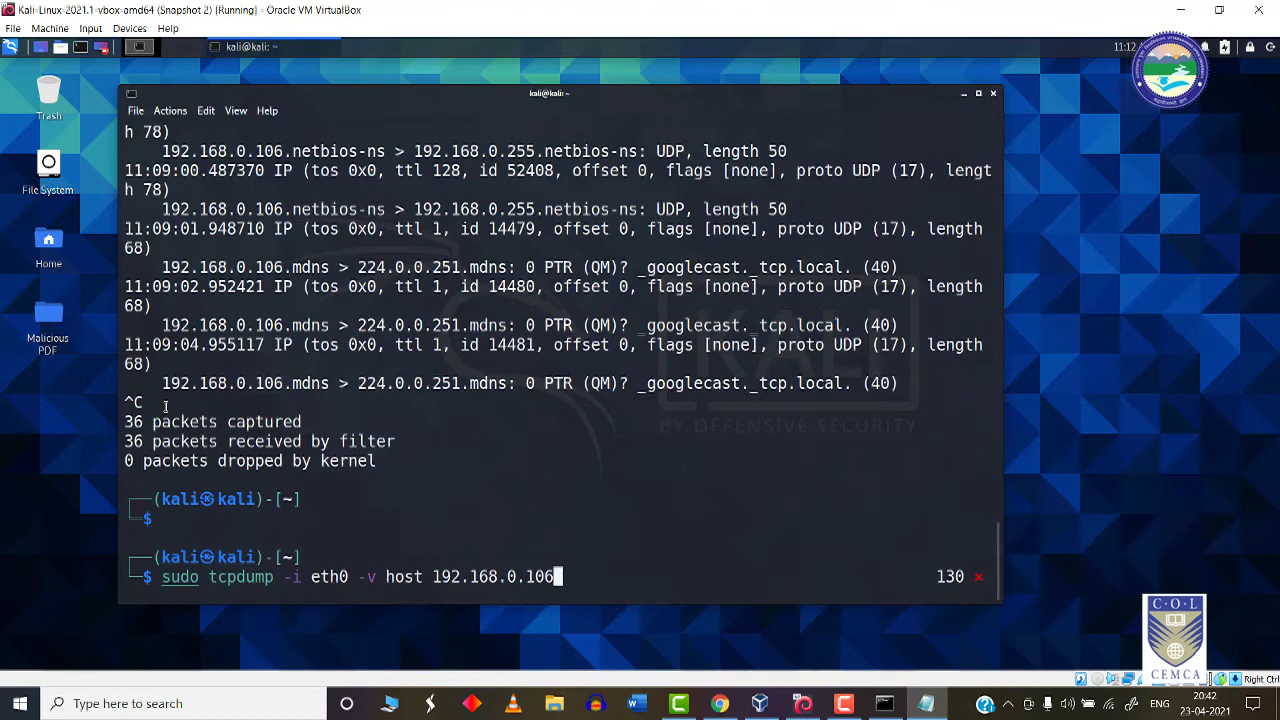 Kali-Linux-2021.1-vbox-amd64 (Snapshot 2) [Running] - Oracle VM VirtualBox
File Machine Input Devices Help
kali@kali: ~
11:12
Trash
File System
Home
Malicious
PDF
kali@kali: ~
File Actions Edit View Help
h 78)
192.168.0.106.netbios-ns > 192.168.0.255.netbios-ns: UDP, length 50
11:09:00.487370 IP (tos 0x0, ttl 128, id 52408, offset 0, flags [none], proto UDP (17), lengt
h 78)
192.168.0.106.netbios-ns > 192.168.0.255.netbios-ns: UDP, length 50
11:09:01.948710 IP (tos 0x0, ttl 1, id 14479, offset 0, flags [none], proto UDP (17), length
68)
192.168.0.106.mdns > 224.0.0.251.mdns: 0 PTR (QM)? _googlecast._tcp.local. (40)
11:09:02.952421 IP (tos 0x0, ttl 1, id 14480, offset 0, flags [none], proto UDP (17), length
68)
192.168.0.106.mdns > 224.0.0.251.mdns: 0 PTR (QM)? _googlecast._tcp.local. (40)
11:09:04.955117 IP (tos 0x0, ttl 1, id 14481, offset 0, flags [none], proto UDP (17), length
68)
192.168.0.106.mdns > 224.0.0.251.mdns: 0 PTR (QM)? _googlecast._tcp.local. (40)
^C
36 packets captured
36 packets received by filter
0 packets dropped by kernel
(kali㉿kali)-[~]
$
(kali㉿kali)-[~]
$ sudo tcpdump -i eth0 -v host 192.168.0.106
130 ⨯
KALI
BY OFFENSIVE SECURITY
C·O·L
CEMCA
Right Ctrl
Type here to search
20:42
23-04-2021